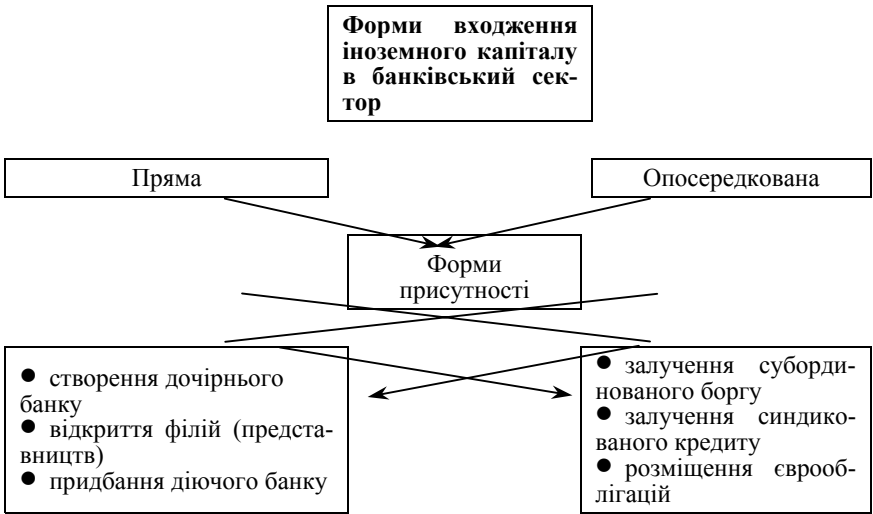 Форми входження
іноземного капіталу
в банківський сек-
тор
Пряма
Опосередкована
Форми
присутності
● створення дочірнього
банку
● відкриття філій (предста-
вництв)
● придбання діючого банку
● залучення суборди-
нованого боргу
● залучення синдико-
ваного кредиту
● розміщення єврооб-
лігацій